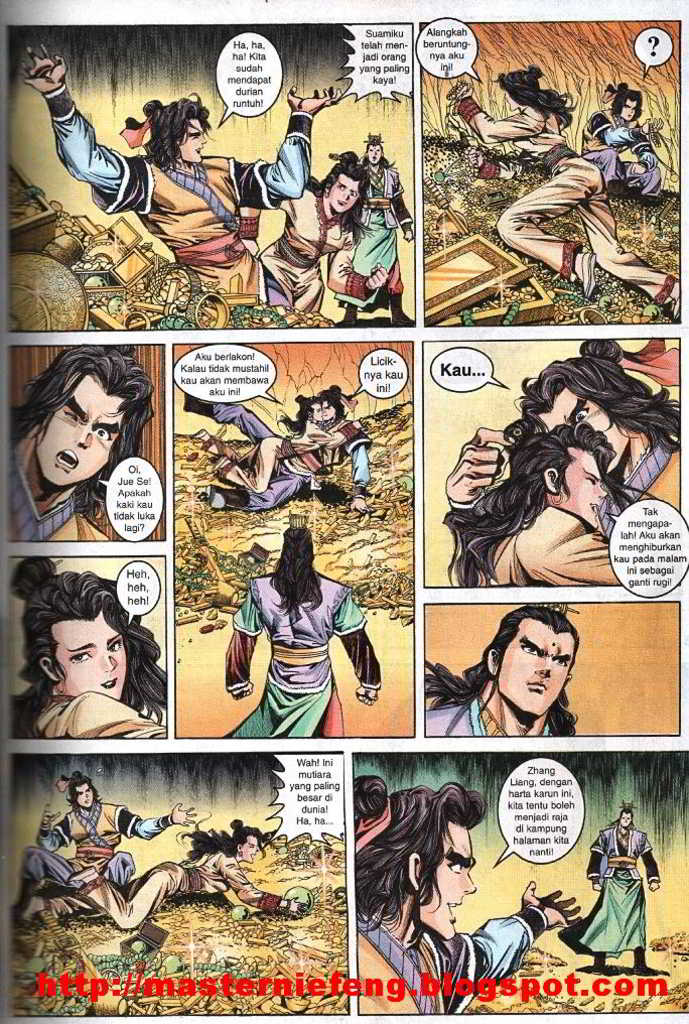 Ha, ha,
ha! Kita
sudah
mendapat
durian
runtuh!
Suamiku
telah men-
jadi orang
yang paling
kaya!
Alangkah
beruntung-
nya aku
ini!
?
Oi,
Jue Se!
Apakah
kaki kau
tidak luka
lagi?
Heh,
heh,
heh!
Aku berlakon!
Kalau tidak mustahil
kau akan membawa
aku ini!
Licik-
nya kau
ini!
Kau...
Tak
mengapa-
lah! Aku akan
menghiburkan
kau pada malam
ini sebagai
ganti rugi!
Wah! Ini
mutiara
yang paling
besar di
dunia!
Ha, ha...
Zhang
Liang, dengan
harta karun ini,
kita tentu boleh
menjadi raja
di kampung
halaman kita
nanti!
http://masterniefeng.blogspot.com